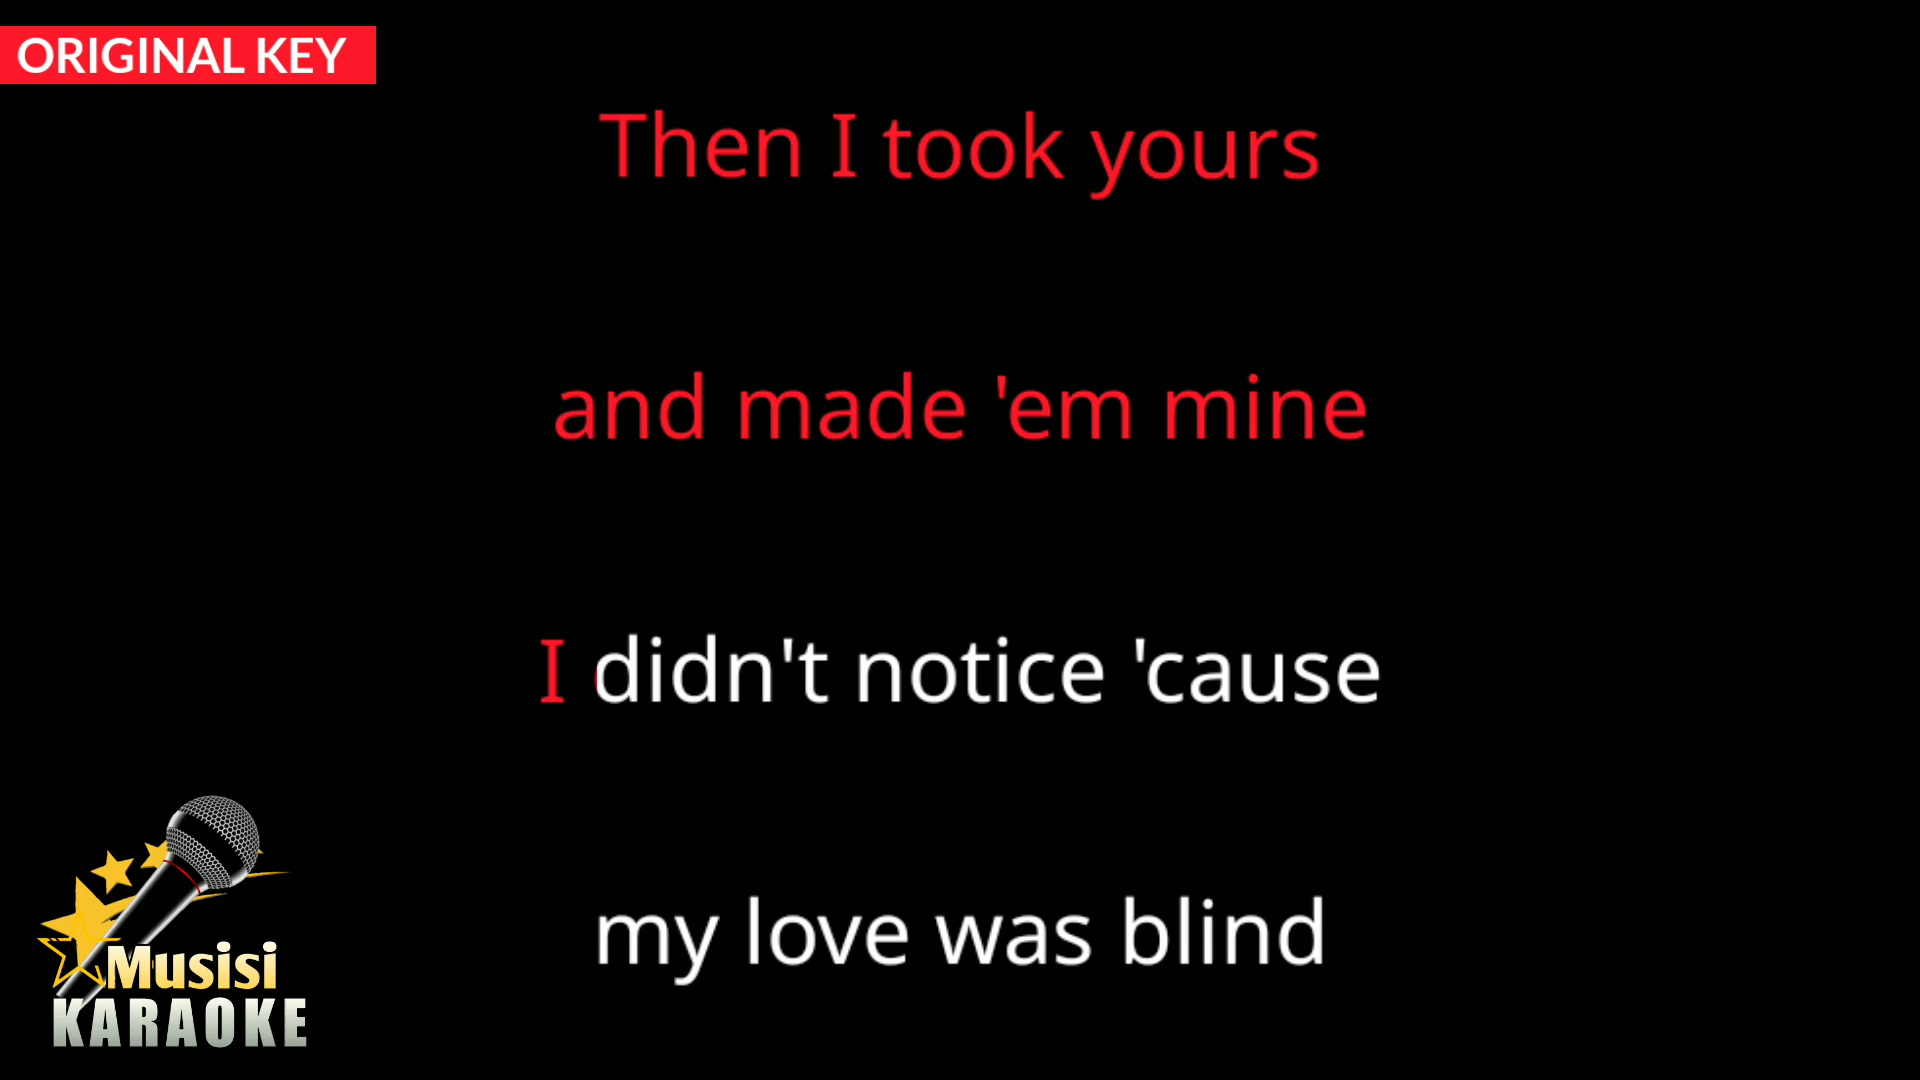 ORIGINAL KEY
Then I took yours
and made 'em mine
I didn't notice 'cause
my love was blind
Musisi
KARAOKE